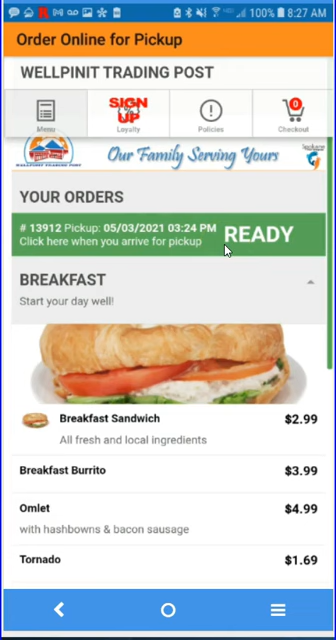 100% 8:27 AM
Order Online for Pickup
WELLPINIT TRADING POST
Menu
SIGN UP
Loyalty
Policies
0
Checkout
WELLPINIT TRADING POST
Our Family Serving Yours
YOUR ORDERS
# 13912 Pickup: 05/03/2021 03:24 PM
Click here when you arrive for pickup
READY
BREAKFAST
Start your day well!
Breakfast Sandwich $2.99
All fresh and local ingredients
Breakfast Burrito $3.99
Omlet $4.99
with hashbowns & bacon sausage
Tornado $1.69